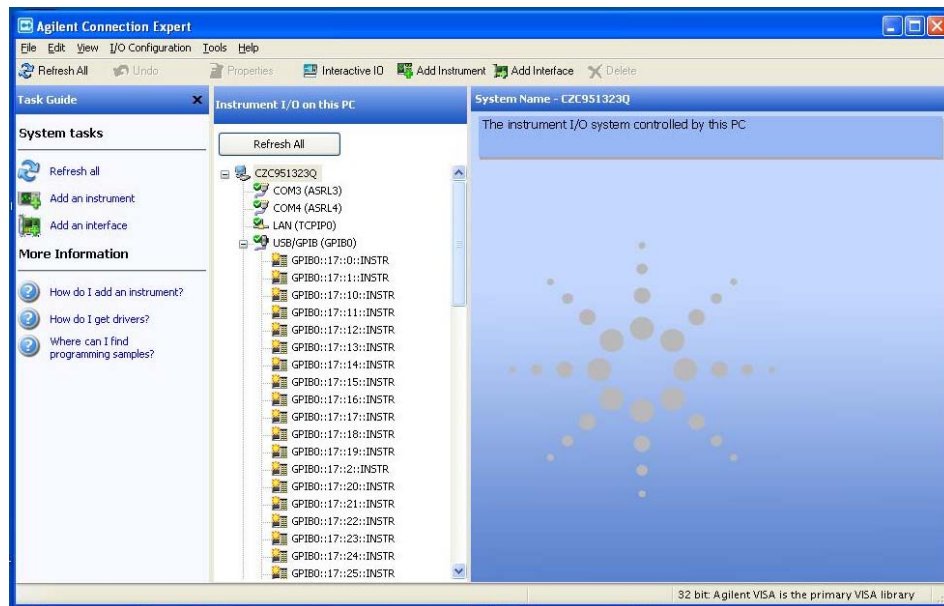 Agilent Connection Expert
File Edit View I/O Configuration Tools Help
Refresh All Undo Properties Interactive IO Add Instrument Add Interface Delete
Task Guide
System tasks
Refresh all
Add an instrument
Add an interface
More Information
How do I add an instrument?
How do I get drivers?
Where can I find
programming samples?
Instrument I/O on this PC
Refresh All
CZC951323Q
COM3 (ASRL3)
COM4 (ASRL4)
LAN (TCPIP0)
USB/GPIB (GPIB0)
GPIB0::17::0::INSTR
GPIB0::17::1::INSTR
GPIB0::17::10::INSTR
GPIB0::17::11::INSTR
GPIB0::17::12::INSTR
GPIB0::17::13::INSTR
GPIB0::17::14::INSTR
GPIB0::17::15::INSTR
GPIB0::17::16::INSTR
GPIB0::17::17::INSTR
GPIB0::17::18::INSTR
GPIB0::17::19::INSTR
GPIB0::17::2::INSTR
GPIB0::17::20::INSTR
GPIB0::17::21::INSTR
GPIB0::17::22::INSTR
GPIB0::17::23::INSTR
GPIB0::17::24::INSTR
GPIB0::17::25::INSTR
System Name - CZC951323Q
The instrument I/O system controlled by this PC
32 bit: Agilent VISA is the primary VISA library